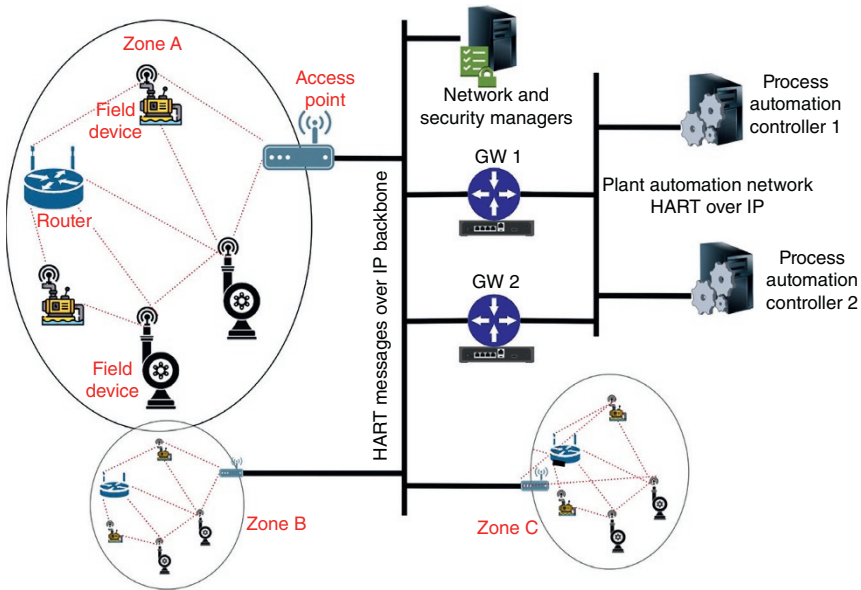 Zone A
Access
point
Field
device
Router
Field
device
Network and
security managers
GW 1
GW 2
HART messages over IP backbone
Process
automation
controller 1
Plant automation network
HART over IP
Process
automation
controller 2
Zone B
Zone C